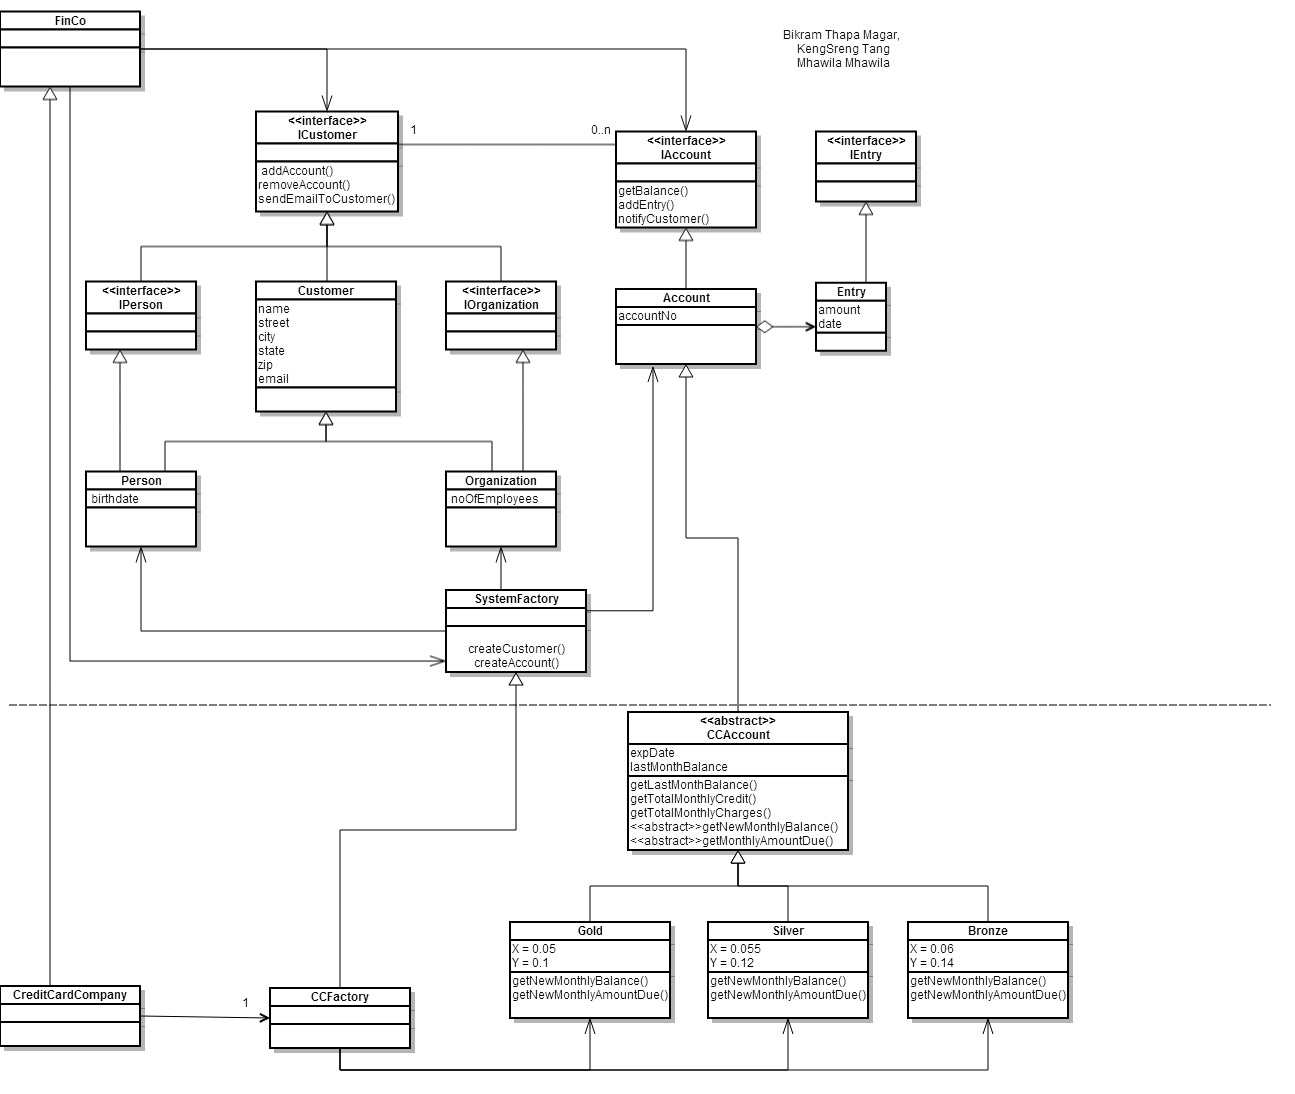 FinCo
Bikram Thapa Magar,
KengSreng Tang
Mhawila Mhawila
<<interface>>
ICustomer
addAccount()
removeAccount()
sendEmailToCustomer()
1
0..n
<<interface>>
IAccount
getBalance()
addEntry()
notifyCustomer()
<<interface>>
IEntry
<<interface>>
IPerson
Customer
name
street
city
state
zip
email
<<interface>>
IOrganization
Account
accountNo
Entry
amount
date
Person
birthdate
Organization
noOfEmployees
SystemFactory
createCustomer()
createAccount()
<<abstract>>
CCAccount
expDate
lastMonthBalance
getLastMonthBalance()
getTotalMonthlyCredit()
getTotalMonthlyCharges()
<<abstract>>getNewMonthlyBalance()
<<abstract>>getMonthlyAmountDue()
Gold
X = 0.05
Y = 0.1
getNewMonthlyBalance()
getNewMonthlyAmountDue()
Silver
X = 0.055
Y = 0.12
getNewMonthlyBalance()
getNewMonthlyAmountDue()
Bronze
X = 0.06
Y = 0.14
getNewMonthlyBalance()
getNewMonthlyAmountDue()
CreditCardCompany
1
CCFactory